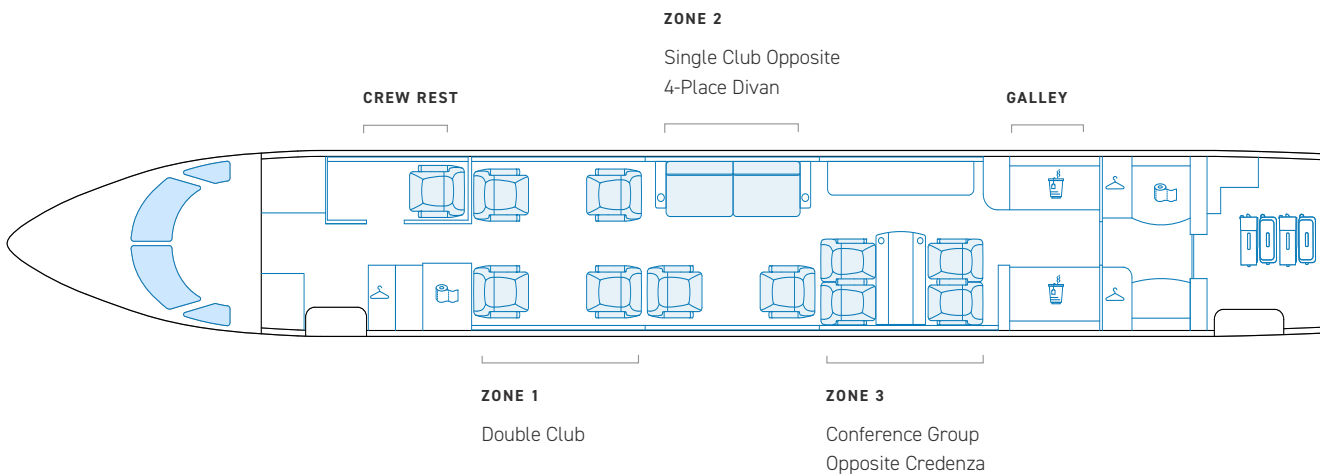 ZONE 2
Single Club Opposite
4-Place Divan
CREW REST
GALLEY
ZONE 1
Double Club
ZONE 3
Conference Group
Opposite Credenza